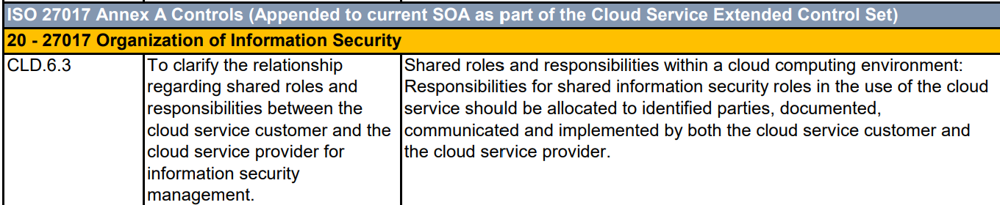 ISO 27017 Annex A Controls (Appended to current SOA as part of the Cloud Service Extended Control Set)
20 - 27017 Organization of Information Security
CLD.6.3
To clarify the relationship
regarding shared roles and
responsibilities between the
cloud service customer and the
cloud service provider for
information security
management.
Shared roles and responsibilities within a cloud computing environment:
Responsibilities for shared information security roles in the use of the cloud
service should be allocated to identified parties, documented,
communicated and implemented by both the cloud service customer and
the cloud service provider.